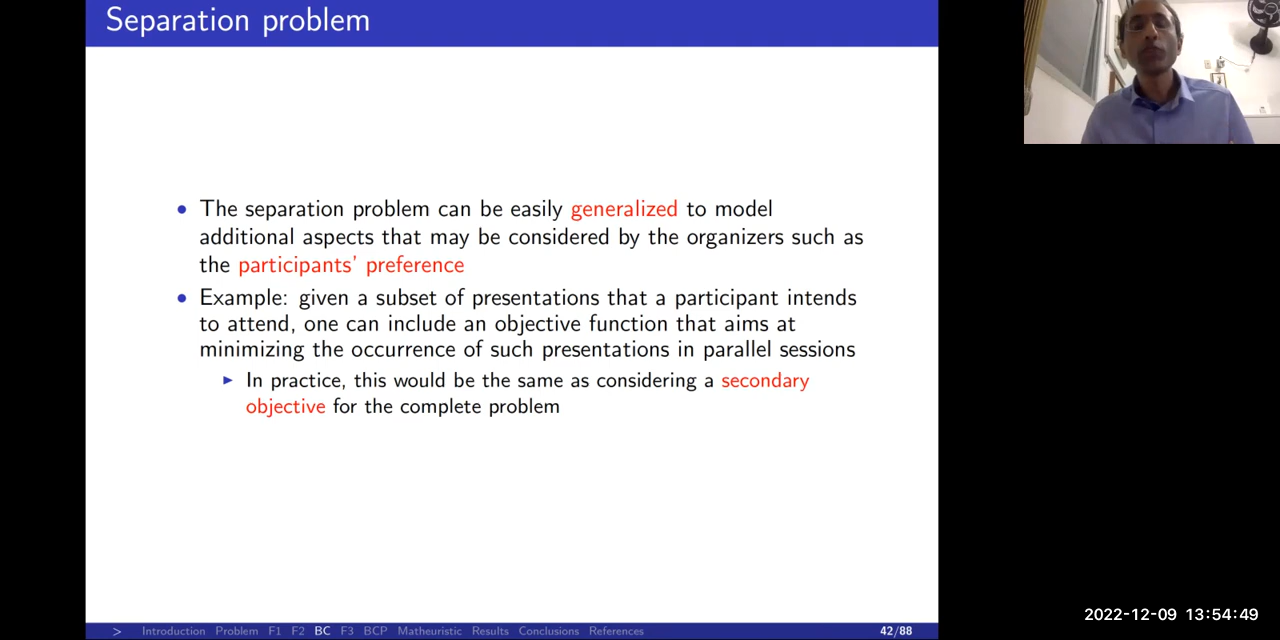 Separation problem
• The separation problem can be easily generalized to model
additional aspects that may be considered by the organizers such as
the participants' preference
• Example: given a subset of presentations that a participant intends
to attend, one can include an objective function that aims at
minimizing the occurrence of such presentations in parallel sessions
▶ In practice, this would be the same as considering a secondary
objective for the complete problem
> Introduction Problem F1 F2 BC F3 BCP Matheuristic Results Conclusions References 42/88
2022-12-09 13:54:49